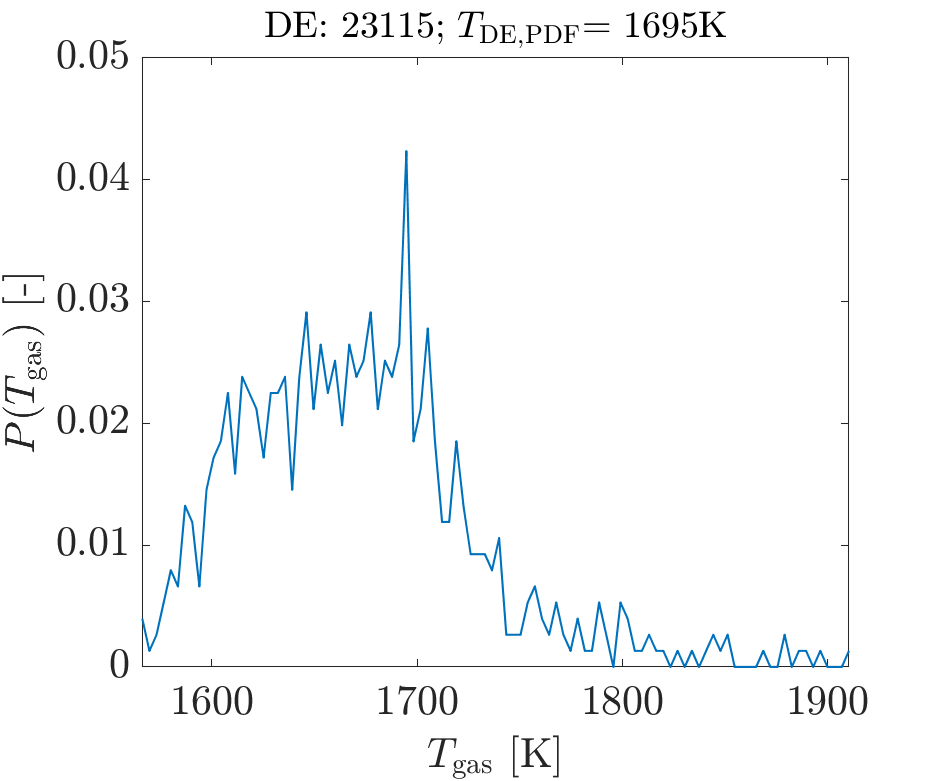 DE: 23115; T_DE,PDF= 1695K
0.05
0.04
0.03
0.02
0.01
0
P(T_gas) [-]
1600 1700 1800 1900
T_gas [K]